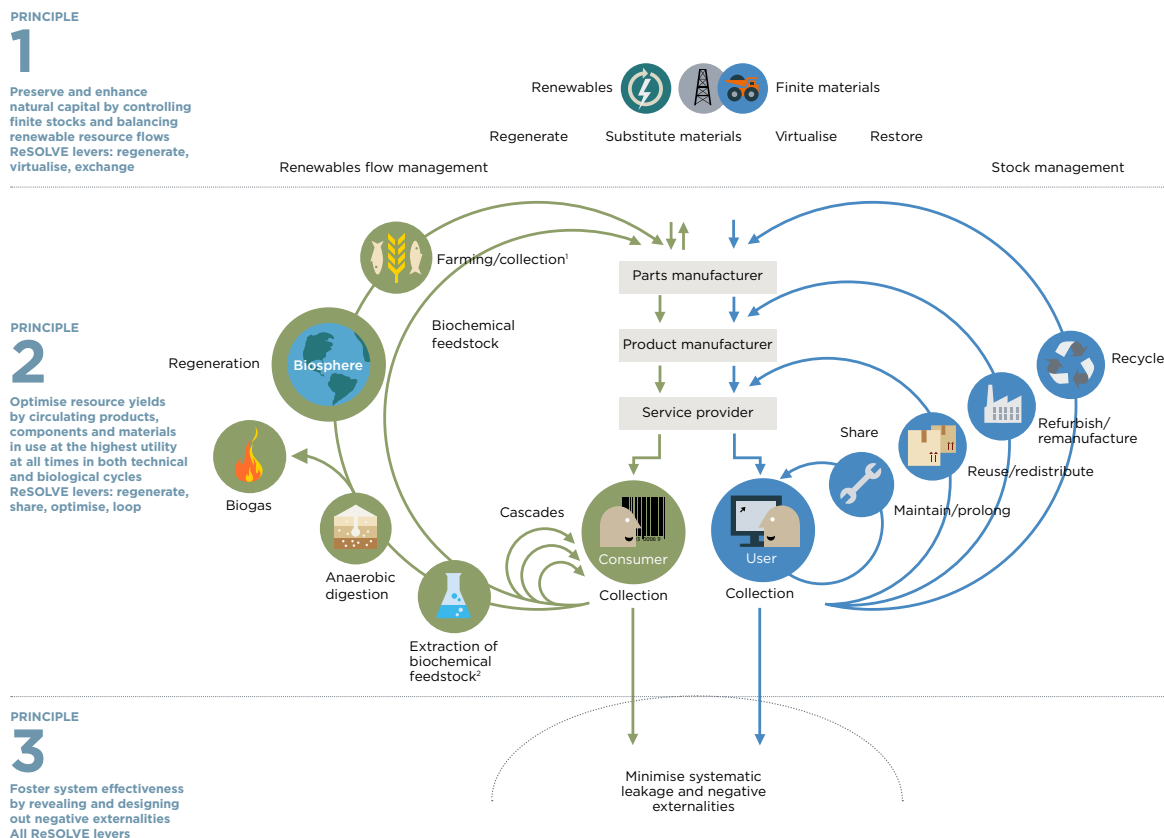 PRINCIPLE
1
Preserve and enhance
natural capital by controlling
finite stocks and balancing
renewable resource flows
ReSOLVE levers: regenerate,
virtualise, exchange
Renewables
Finite materials
Regenerate
Substitute materials
Virtualise
Restore
Renewables flow management
Stock management
PRINCIPLE
2
Optimise resource yields
by circulating products,
components and materials
in use at the highest utility
at all times in both technical
and biological cycles
ReSOLVE levers: regenerate,
share, optimise, loop
Farming/collection¹
Biochemical
feedstock
Regeneration
Biosphere
Biogas
Anaerobic
digestion
Extraction of
biochemical
feedstock²
Cascades
Parts manufacturer
Product manufacturer
Service provider
Consumer
Collection
User
Collection
Share
Maintain/prolong
Reuse/redistribute
Refurbish/
remanufacture
Recycle
PRINCIPLE
3
Foster system effectiveness
by revealing and designing
out negative externalities
All ReSOLVE levers
Minimise systematic
leakage and negative
externalities